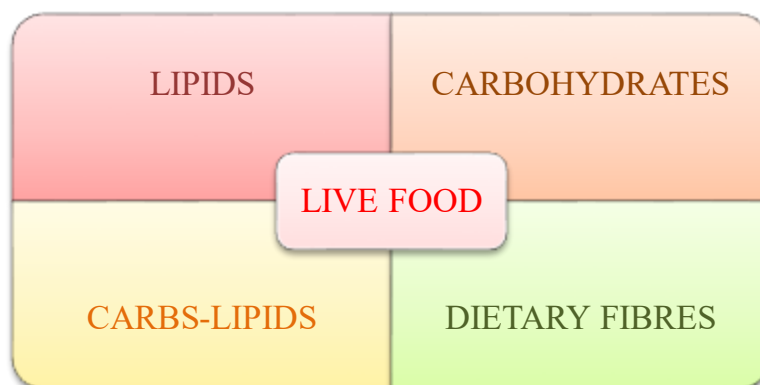 LIPIDS
CARBOHYDRATES
LIVE FOOD
CARBS-LIPIDS
DIETARY FIBRES